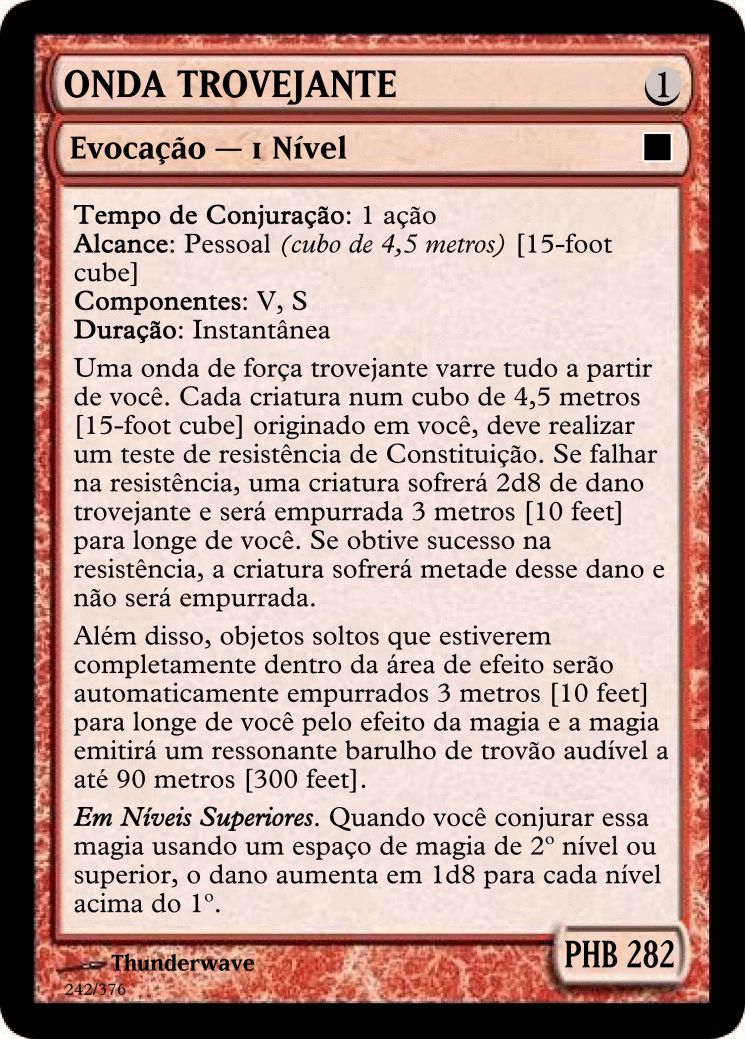 ONDA TROVEJANTE
1
Evocação — 1 Nível
Tempo de Conjuração: 1 ação
Alcance: Pessoal (cubo de 4,5 metros) [15-foot
cube]
Componentes: V, S
Duração: Instantânea
Uma onda de força trovejante varre tudo a partir
de você. Cada criatura num cubo de 4,5 metros
[15-foot cube] originado em você, deve realizar
um teste de resistência de Constituição. Se falhar
na resistência, uma criatura sofrerá 2d8 de dano
trovejante e será empurrada 3 metros [10 feet]
para longe de você. Se obtive sucesso na
resistência, a criatura sofrerá metade desse dano e
não será empurrada.
Além disso, objetos soltos que estiverem
completamente dentro da área de efeito serão
automaticamente empurrados 3 metros [10 feet]
para longe de você pelo efeito da magia e a magia
emitirá um ressonante barulho de trovão audível a
até 90 metros [300 feet].
Em Níveis Superiores. Quando você conjurar essa
magia usando um espaço de magia de 2º nível ou
superior, o dano aumenta em 1d8 para cada nível
acima do 1º.
PHB 282
Thunderwave
242/376